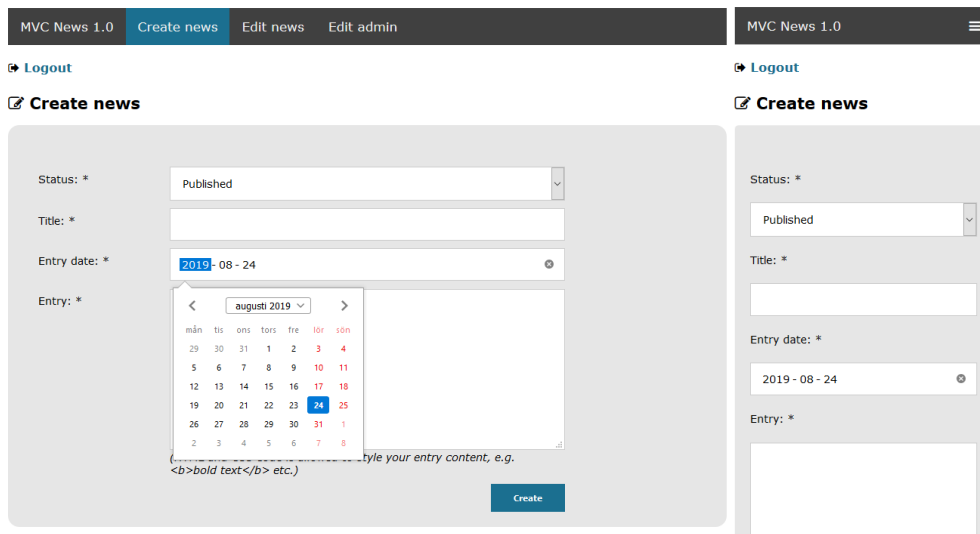 MVC News 1.0 Create news Edit news Edit admin
Logout
Create news
Status: *
Published
Title: *
Entry date: *
2019 - 08 - 24
Entry: *
augusti 2019
mån tis ons tors fre lör sön
29 30 31 1 2 3 4
5 6 7 8 9 10 11
12 13 14 15 16 17 18
19 20 21 22 23 24 25
26 27 28 29 30 31 1
2 3 4 5 6 7 8
style your entry content, e.g.
<b>bold text</b> etc.)
Create
MVC News 1.0
Logout
Create news
Status: *
Published
Title: *
Entry date: *
2019 - 08 - 24
Entry: *